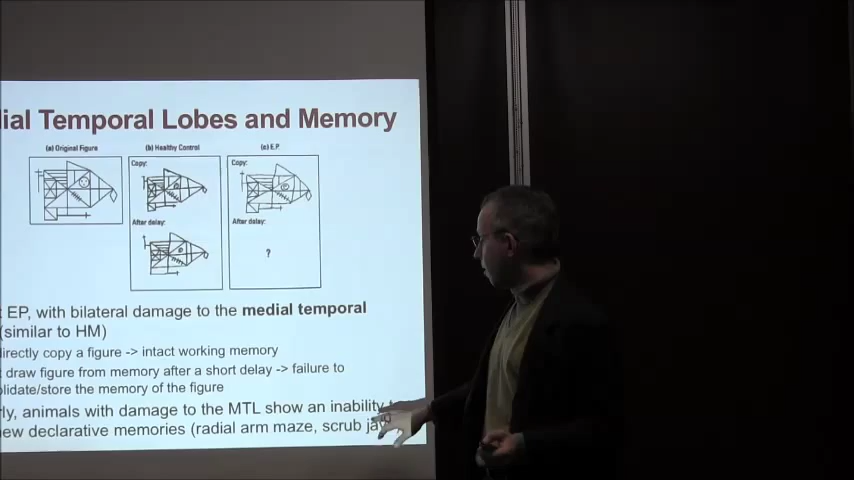 dial Temporal Lobes and Memory
(a) Original Figure
(b) Healthy Control
(c) E.P.
Copy:
Copy:
After delay:
After delay:
?
EP, with bilateral damage to the medial temporal
(similar to HM)
directly copy a figure -> intact working memory
draw figure from memory after a short delay -> failure to
olidate/store the memory of the figure
rly, animals with damage to the MTL show an inability
new declarative memories (radial arm maze, scrub